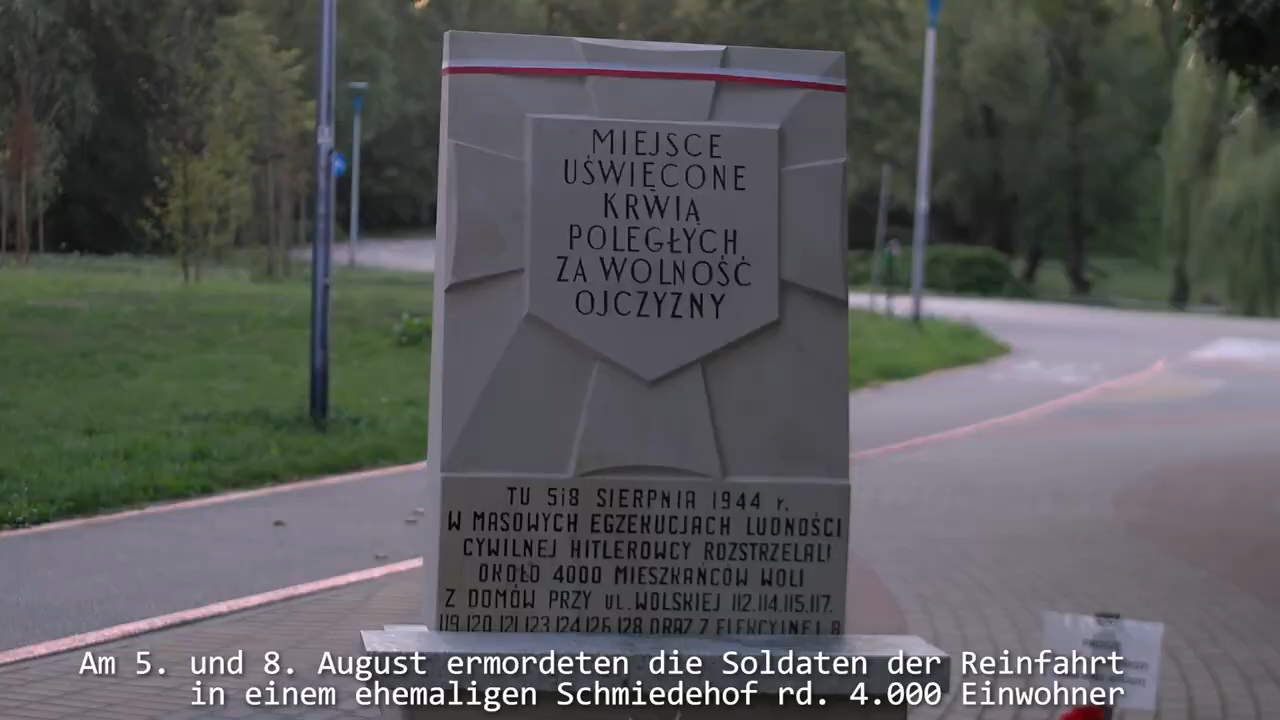 MIEJSCE
UŚWIĘCONE
KRWIĄ
POLEGŁYCH
ZA WOLNOŚĆ
OJCZYZNY
TU 5i8 SIERPNIA 1944 r.
W MASOWYCH EGZEKUCJACH LUDNOŚCI
CYWILNEJ HITLEROWCY ROZSTRZELALI
OKOŁO 4000 MIESZKAŃCÓW WOLI
Z DOMÓW PRZY ul. WOLSKIEJ 112.114.115.117.
119.120.121.123.124.126.128 ORAZ Z ELEKCYJNEJ 8
Am 5. und 8. August ermordeten die Soldaten der Reinfahrt
in einem ehemaligen Schmiedehof rd. 4.000 Einwohner